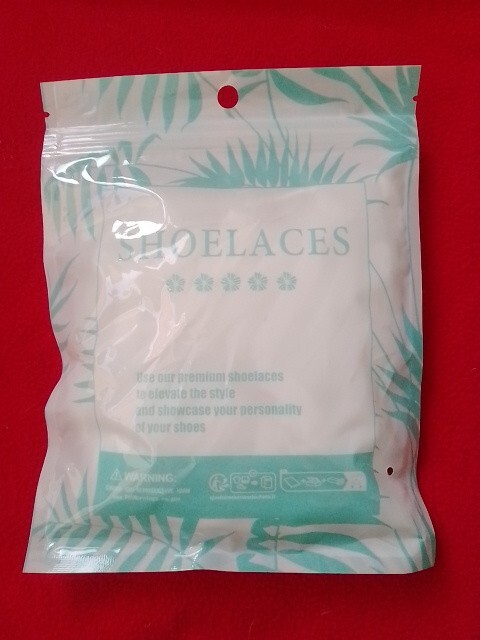 SHOELACES
Use our premium shoelaces
to elevate the style
and showcase your personality
of your shoes
WARNING: